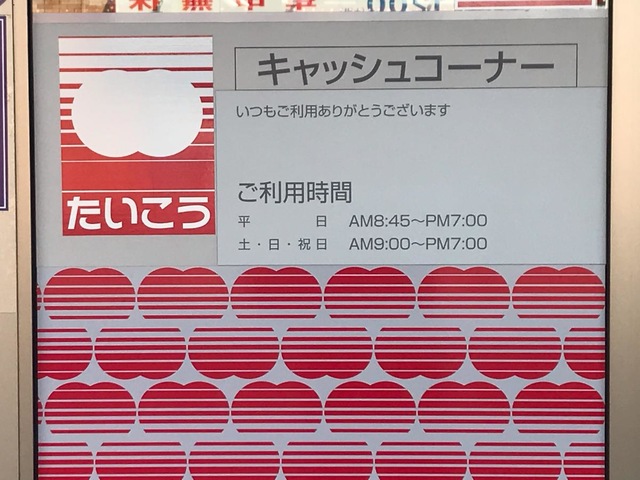 キャッシュコーナー
いつもご利用ありがとうございます
たいこう
ご利用時間
平日 AM8:45～PM7:00
土・日・祝日 AM9:00～PM7:00